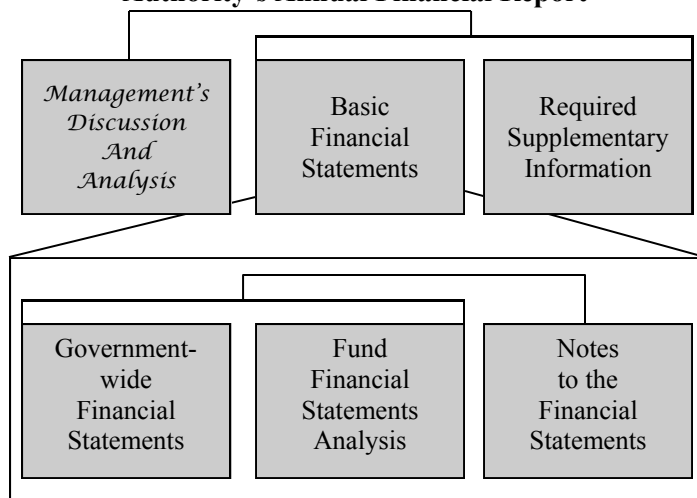 Authority's Annual Financial Report
Management's
Discussion
And
Analysis
Basic
Financial
Statements
Required
Supplementary
Information
Government-
wide
Financial
Statements
Fund
Financial
Statements
Analysis
Notes
to the
Financial
Statements